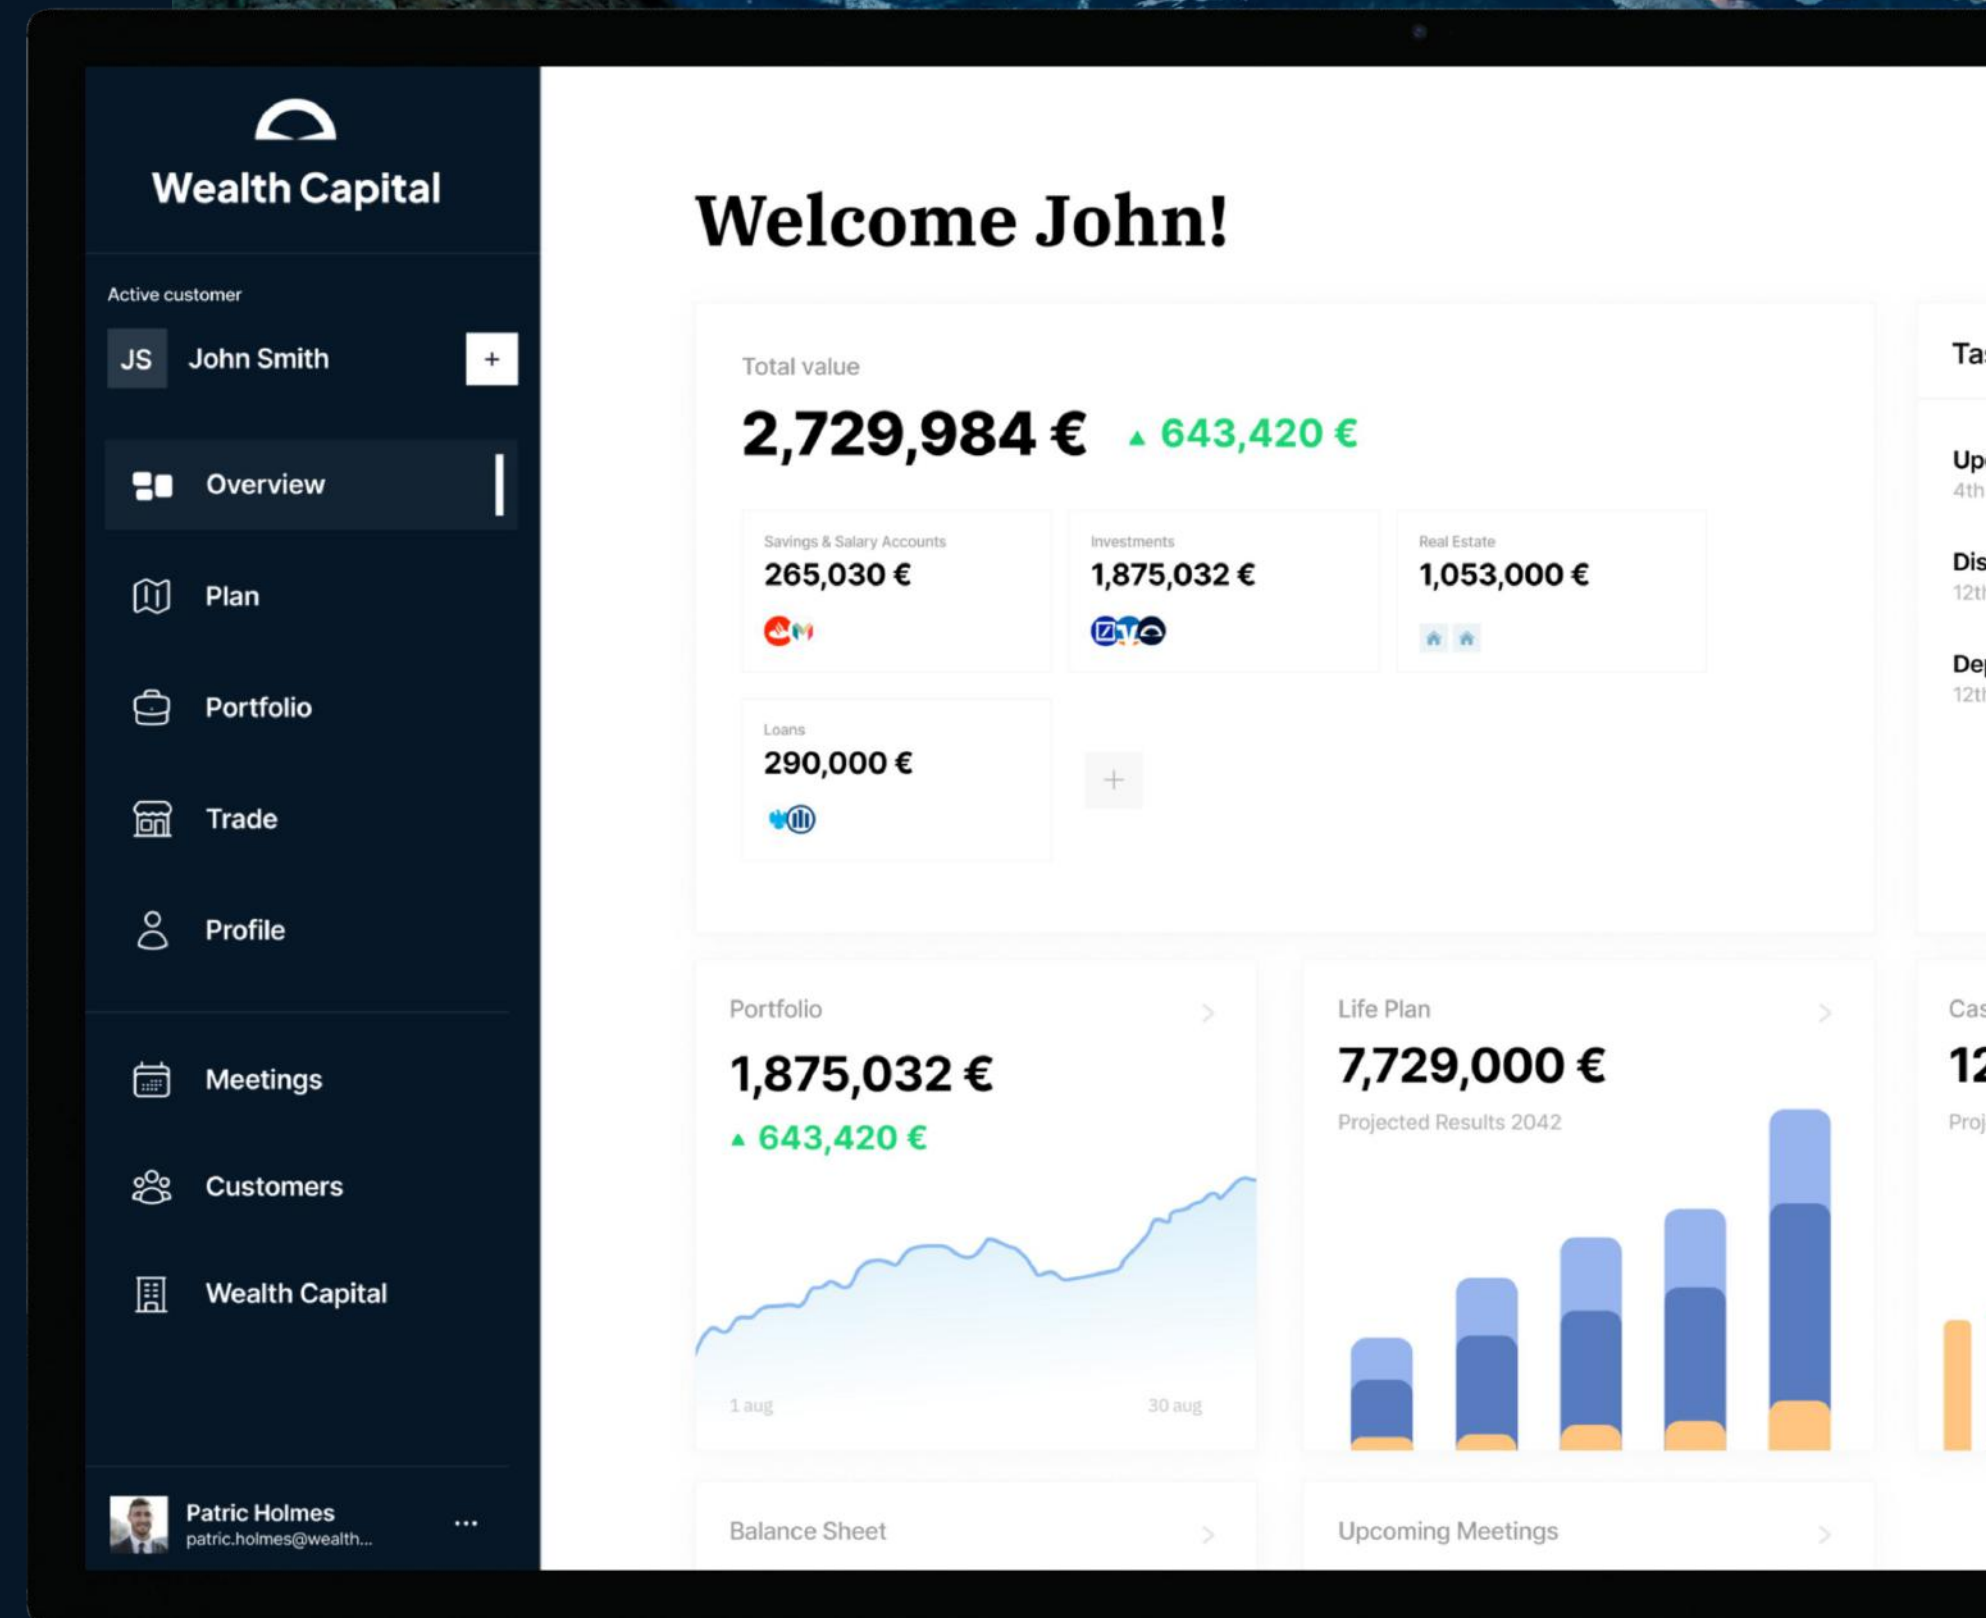 Wealth Capital
Active customer
JS John Smith +
Overview
Plan
Portfolio
Trade
Profile
Meetings
Customers
Wealth Capital
Patric Holmes
patric.holmes@wealth...
Welcome John!
Total value
2,729,984 € ▲ 643,420 €
Savings & Salary Accounts
265,030 €
Investments
1,875,032 €
Real Estate
1,053,000 €
Loans
290,000 €
+
Portfolio
1,875,032 €
▲ 643,420 €
1 aug 30 aug
Life Plan
7,729,000 €
Projected Results 2042
Balance Sheet
Upcoming Meetings
4th